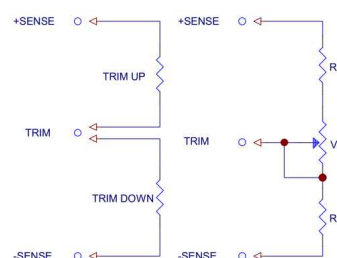 +SENSE
TRIM UP
TRIM
TRIM DOWN
-SENSE
+SENSE
R
TRIM
V
R
-SENSE